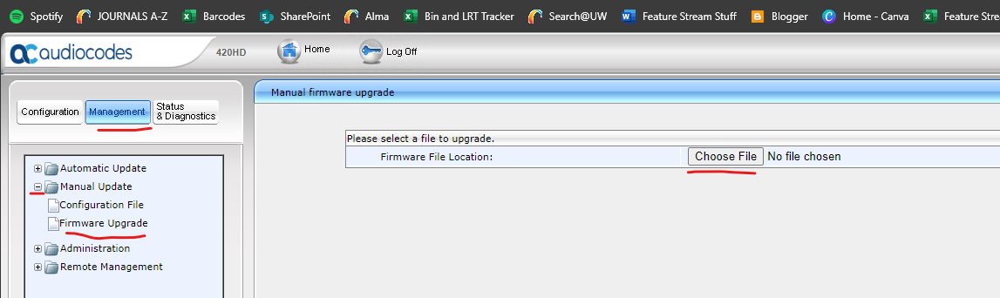 Spotify JOURNALS A-Z Barcodes SharePoint Alma Bin and LRT Tracker Search@UW Feature Stream Stuff Blogger Home - Canva Feature Stream
audiocodes 420HD Home Log Off
Manual firmware upgrade
Configuration Management Status
& Diagnostics
Please select a file to upgrade.
Firmware File Location: Choose File No file chosen
Automatic Update
Manual Update
Configuration File
Firmware Upgrade
Administration
Remote Management